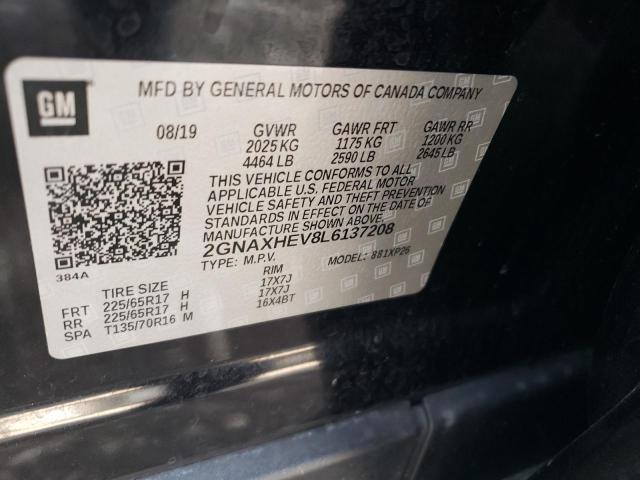 GM
MFD BY GENERAL MOTORS OF CANADA COMPANY
08/19 GVWR GAWR FRT GAWR RR
2025 KG 1175 KG 1200 KG
4464 LB 2590 LB 2645 LB
THIS VEHICLE CONFORMS TO ALL
APPLICABLE U.S. FEDERAL MOTOR
VEHICLE SAFETY AND THEFT PREVENTION
STANDARDS IN EFFECT ON THE DATE OF
MANUFACTURE SHOWN ABOVE.
2GNAXHEV8L6137208
TYPE: M.P.V. MODEL: 881XP26
384A
TIRE SIZE RIM
FRT 225/65R17 H 17X7J
RR 225/65R17 H 17X7J
SPA T135/70R16 M 16X4BT